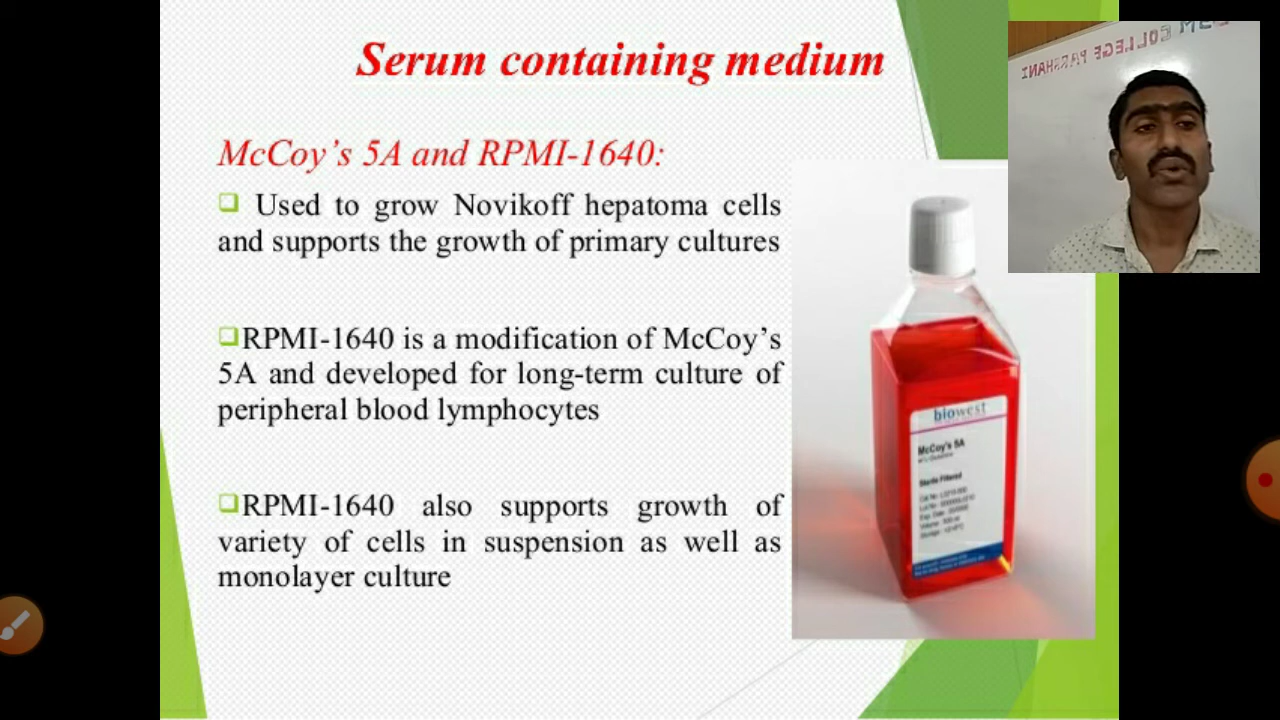 Serum containing medium
COLLEGE PARBHANI
McCoy's 5A and RPMI-1640:
Used to grow Novikoff hepatoma cells
and supports the growth of primary cultures
RPMI-1640 is a modification of McCoy's
5A and developed for long-term culture of
peripheral blood lymphocytes
RPMI-1640 also supports growth of
variety of cells in suspension as well as
monolayer culture
biowest
McCoy's 5A
Sterile Filtered